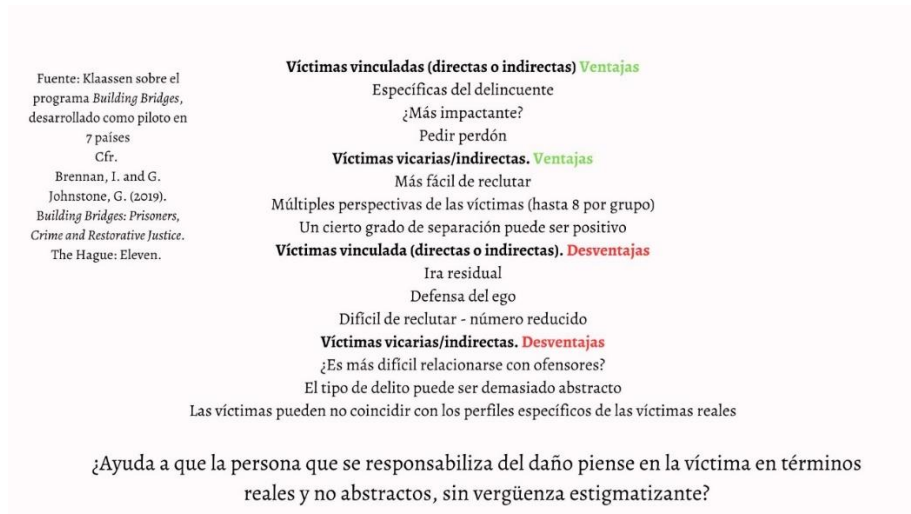 Fuente: Klaassen sobre el
programa Building Bridges,
desarrollado como piloto en
7 países
Cfr.
Brennan, I. and G.
Johnstone, G. (2019).
Building Bridges: Prisoners,
Crime and Restorative Justice.
The Hague: Eleven.
Víctimas vinculadas (directas o indirectas) Ventajas
Específicas del delincuente
¿Más impactante?
Pedir perdón
Víctimas vicarias/indirectas. Ventajas
Más fácil de reclutar
Múltiples perspectivas de las víctimas (hasta 8 por grupo)
Un cierto grado de separación puede ser positivo
Víctimas vinculada (directas o indirectas). Desventajas
Ira residual
Defensa del ego
Difícil de reclutar - número reducido
Víctimas vicarias/indirectas. Desventajas
¿Es más difícil relacionarse con ofensores?
El tipo de delito puede ser demasiado abstracto
Las víctimas pueden no coincidir con los perfiles específicos de las víctimas reales
¿Ayuda a que la persona que se responsabiliza del daño piense en la víctima en términos
reales y no abstractos, sin vergüenza estigmatizante?